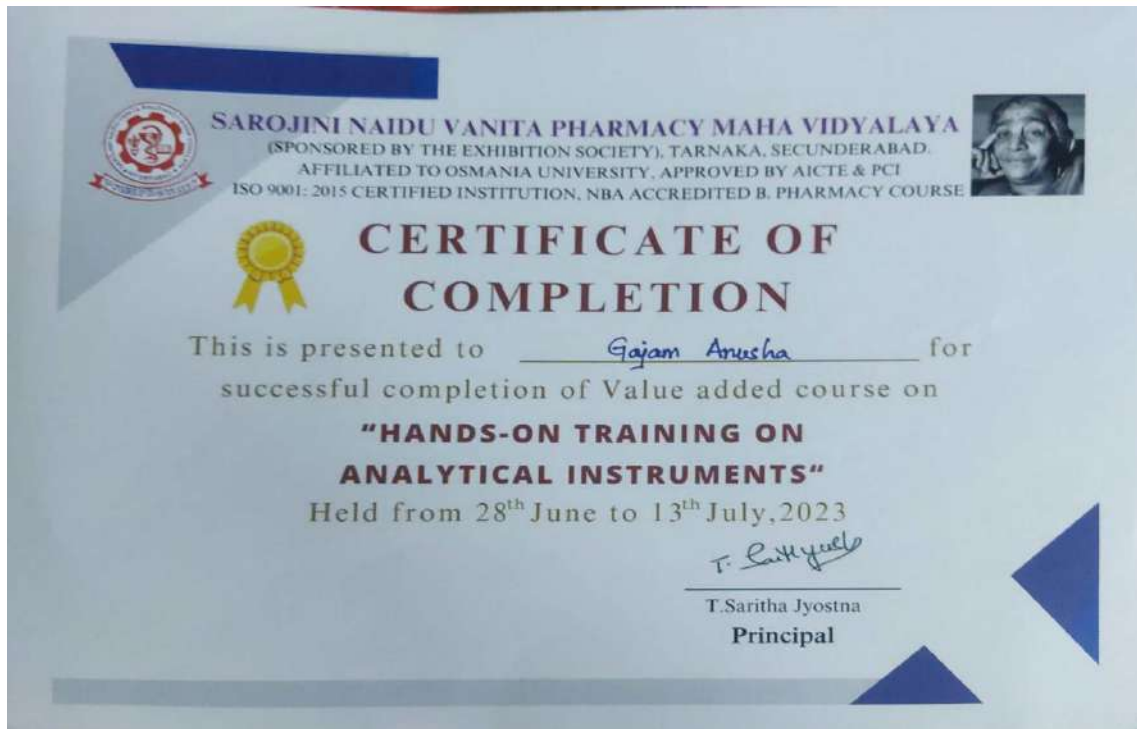 SAROJINI NAIDU VANITA PHARMACY MAHA VIDYALAYA
(SPONSORED BY THE EXHIBITION SOCIETY), TARNAKA, SECUNDERABAD.
AFFILIATED TO OSMANIA UNIVERSITY, APPROVED BY AICTE & PCI
ISO 9001: 2015 CERTIFIED INSTITUTION, NBA ACCREDITED B. PHARMACY COURSE
CERTIFICATE OF
COMPLETION
This is presented to Gajam Anusha for
successful completion of Value added course on
"HANDS-ON TRAINING ON
ANALYTICAL INSTRUMENTS"
Held from 28th June to 13th July,2023
T.Saritha Jyostna
Principal